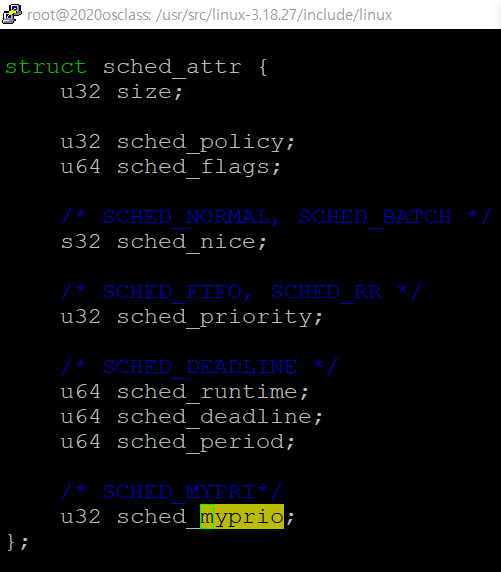 root@2020osclass: /usr/src/linux-3.18.27/include/linux
struct sched_attr {
    u32 size;
    u32 sched_policy;
    u64 sched_flags;
    /* SCHED_NORMAL, SCHED_BATCH */
    s32 sched_nice;
    /* SCHED_FIFO, SCHED_RR */
    u32 sched_priority;
    /* SCHED_DEADLINE */
    u64 sched_runtime;
    u64 sched_deadline;
    u64 sched_period;
    /* SCHED_MYPRI*/
    u32 sched_myprio;
};